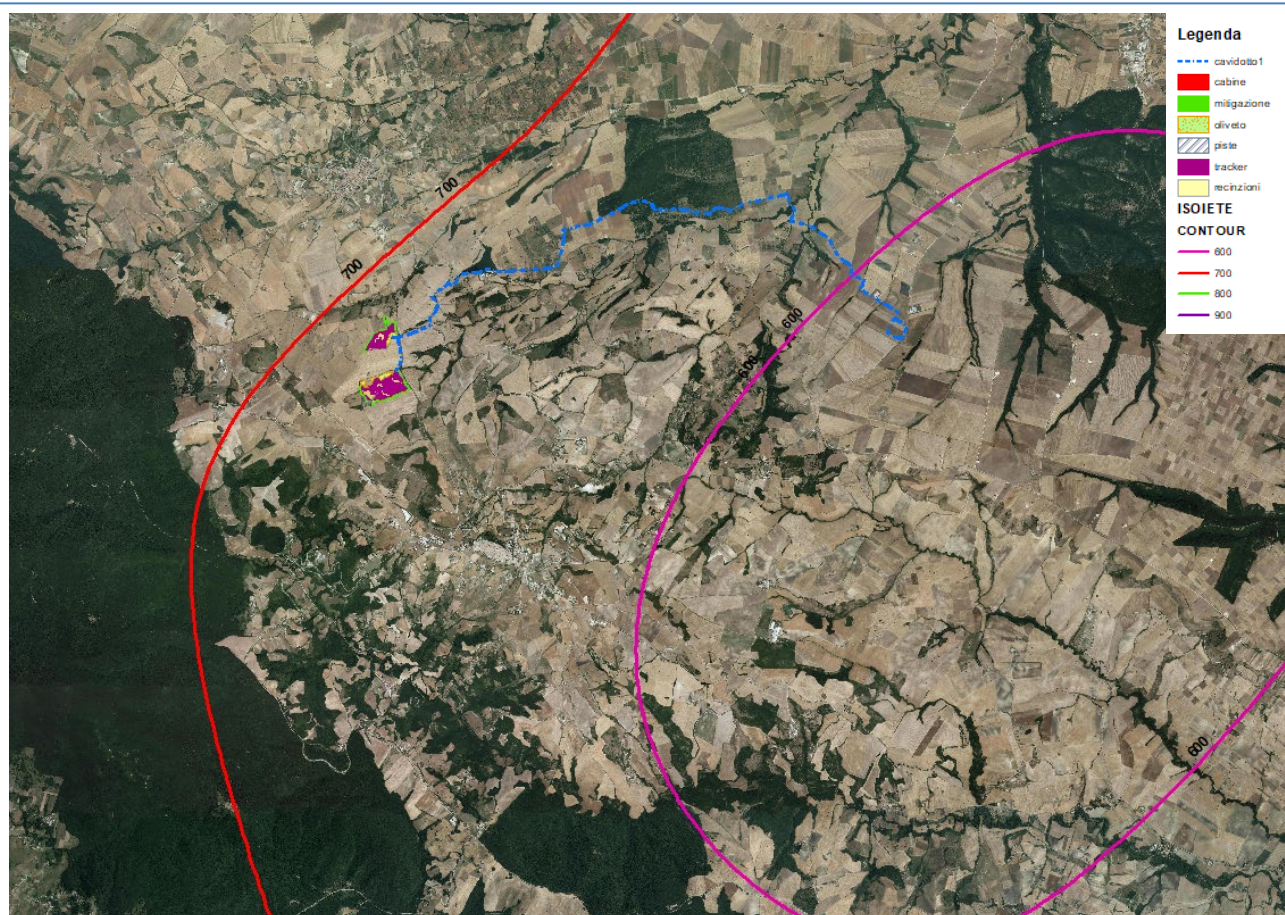 Legenda
cavidotto1
cabine
mitigazione
oliveto
piste
tracker
recinzioni
ISOIETE
CONTOUR
600
700
800
900
700
700
600
600
600